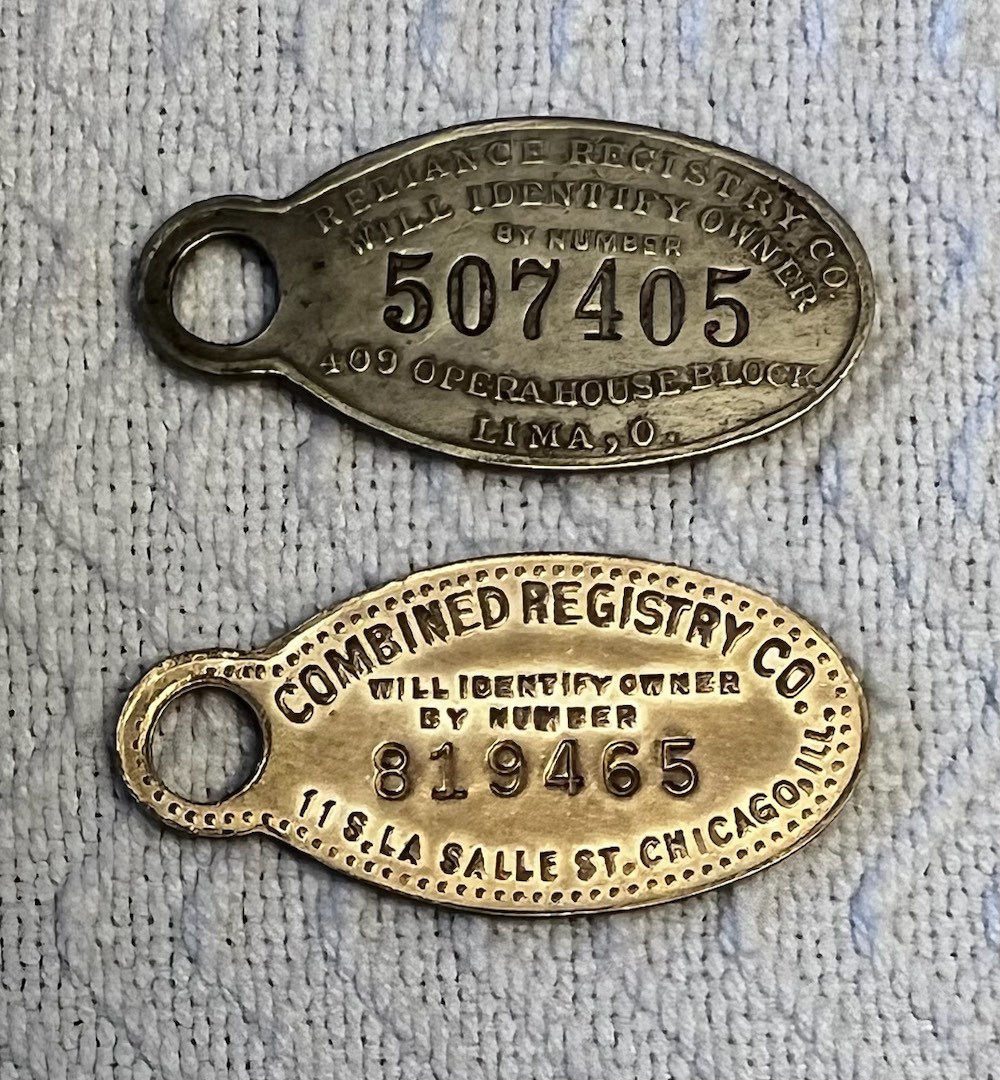 RELIANCE REGISTRY CO.
WILL IDENTIFY OWNER
BY NUMBER
507405
409 OPERA HOUSE BLOCK
LIMA, O.
COMBINED REGISTRY CO.
WILL IDENTIFY OWNER
BY NUMBER
819465
11 S. LA SALLE ST. CHICAGO, ILL.